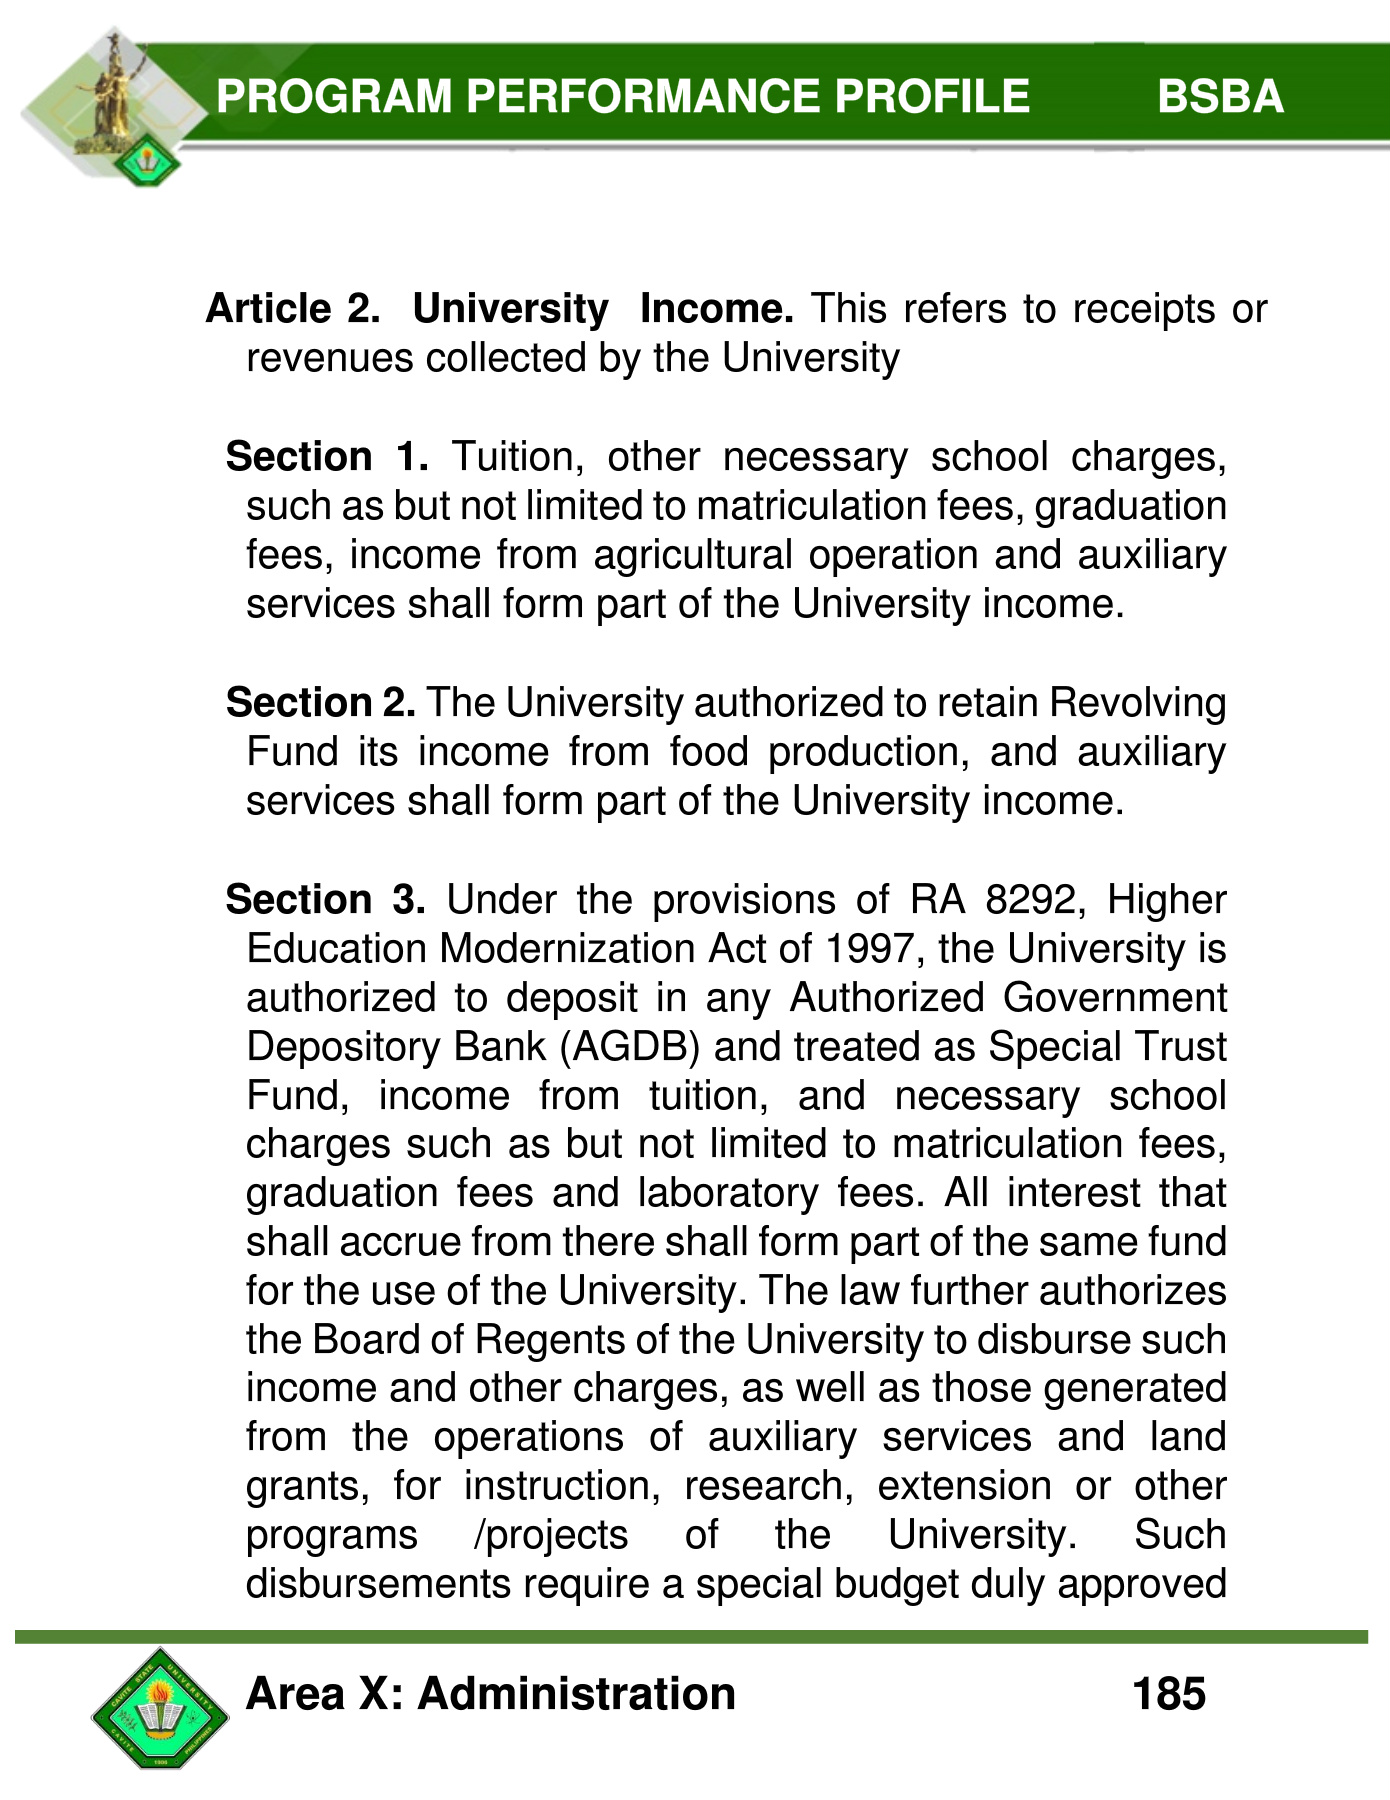 PROGRAM PERFORMANCE PROFILE BSBA
Article 2. University Income. This refers to receipts or
revenues collected by the University
Section 1. Tuition, other necessary school charges,
such as but not limited to matriculation fees, graduation
fees, income from agricultural operation and auxiliary
services shall form part of the University income.
Section 2. The University authorized to retain Revolving
Fund its income from food production, and auxiliary
services shall form part of the University income.
Section 3. Under the provisions of RA 8292, Higher
Education Modernization Act of 1997, the University is
authorized to deposit in any Authorized Government
Depository Bank (AGDB) and treated as Special Trust
Fund, income from tuition, and necessary school
charges such as but not limited to matriculation fees,
graduation fees and laboratory fees. All interest that
shall accrue from there shall form part of the same fund
for the use of the University. The law further authorizes
the Board of Regents of the University to disburse such
income and other charges, as well as those generated
from the operations of auxiliary services and land
grants, for instruction, research, extension or other
programs /projects of the University. Such
disbursements require a special budget duly approved
CAVITE STATE UNIVERSITY
CAVITE PHILIPPINES
1906
Area X: Administration 185